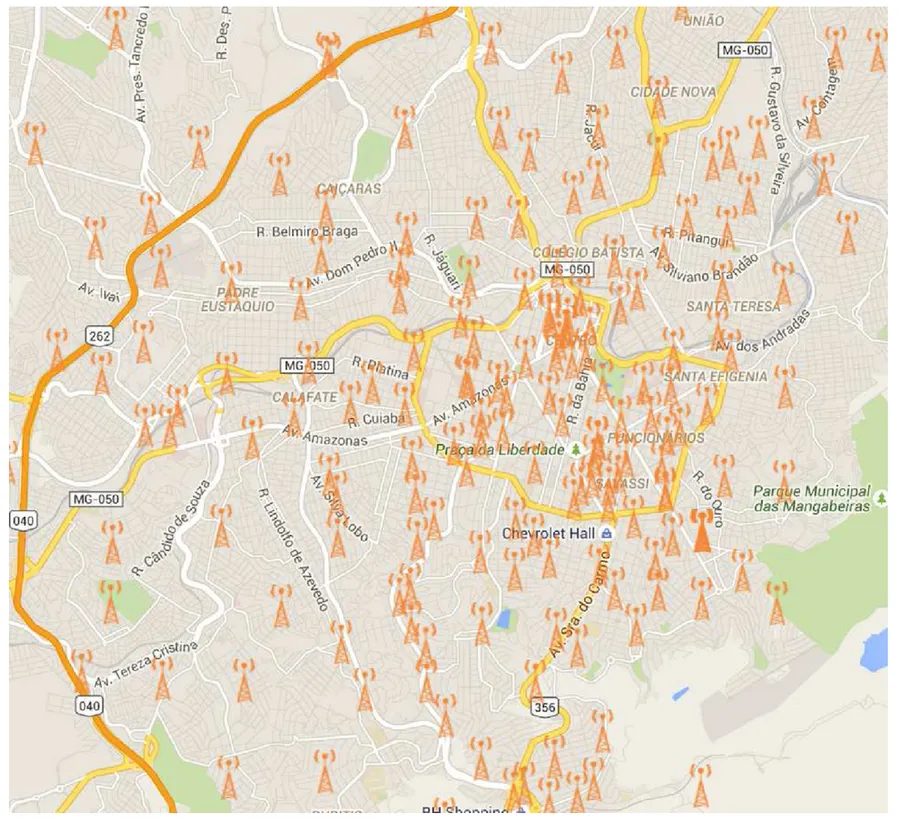 UNIÃO
MG-050
Av. Pres. Tancredo
R. Des. P
CIDADE NOVA
R. Jacuí
R. Gustavo da Silveira
Av. Contagem
CAIÇARAS
R. Belmiro Braga
R. Jaguari
R. Pitangui
COLÉGIO BATISTA
Av. Silviano Brandão
Av. Dom Pedro II
MG-050
Av. Ivaí
PADRE
EUSTÁQUIO
SANTA TERESA
262
Av. dos Andradas
MG-050
R. Platina
R. da Bahia
SANTA EFIGENIA
CALAFATE
R. Cuiabá
Av. Amazonas
Av. Amazonas
FUNCIONÁRIOS
Praça da Liberdade
SAVASSI
Av. Silva Lobo
R. do Ouro
MG-050
Parque Municipal
das Mangabeiras
040
R. Cândido de Souza
R. Lindolfo de Azevedo
Chevrolet Hall
Av. Sra. do Carmo
Av. Tereza Cristina
040
356
BH Shopping